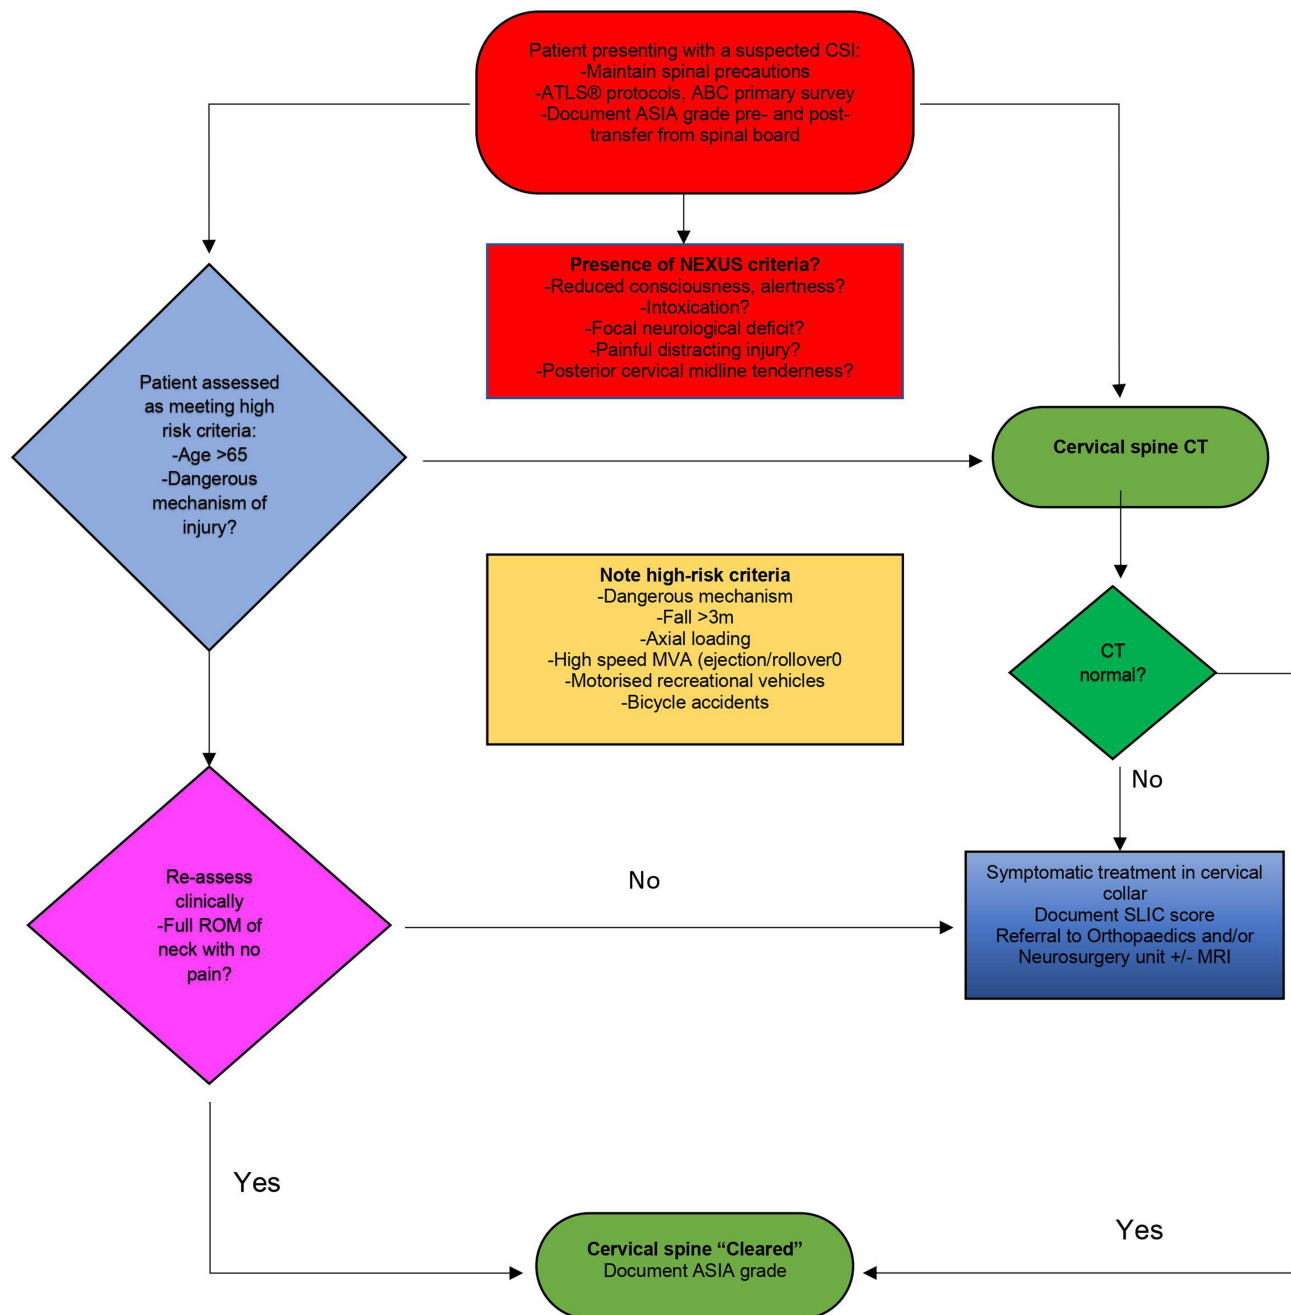 Patient presenting with a suspected CSI:
-Maintain spinal precautions
-ATLS® protocols, ABC primary survey
-Document ASIA grade pre- and post-
transfer from spinal board
Presence of NEXUS criteria?
-Reduced consciousness, alertness?
-Intoxication?
-Focal neurological deficit?
-Painful distracting injury?
-Posterior cervical midline tenderness?
Patient assessed
as meeting high
risk criteria:
-Age >65
-Dangerous
mechanism of
injury?
Cervical spine CT
Note high-risk criteria
-Dangerous mechanism
-Fall >3m
-Axial loading
-High speed MVA (ejection/rollover0
-Motorised recreational vehicles
-Bicycle accidents
CT
normal?
No
Re-assess
clinically
-Full ROM of
neck with no
pain?
No
Symptomatic treatment in cervical
collar
Document SLIC score
Referral to Orthopaedics and/or
Neurosurgery unit +/- MRI
Yes
Cervical spine “Cleared”
Document ASIA grade
Yes